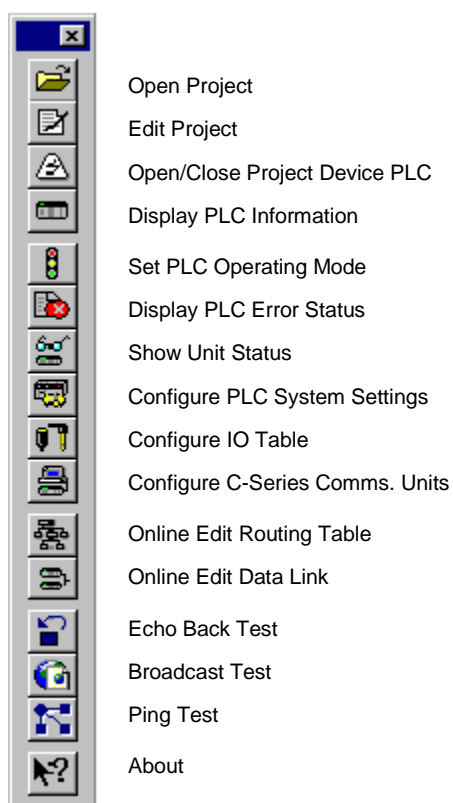 Open Project
Edit Project
Open/Close Project Device PLC
Display PLC Information
Set PLC Operating Mode
Display PLC Error Status
Show Unit Status
Configure PLC System Settings
Configure IO Table
Configure C-Series Comms. Units
Online Edit Routing Table
Online Edit Data Link
Echo Back Test
Broadcast Test
Ping Test
About